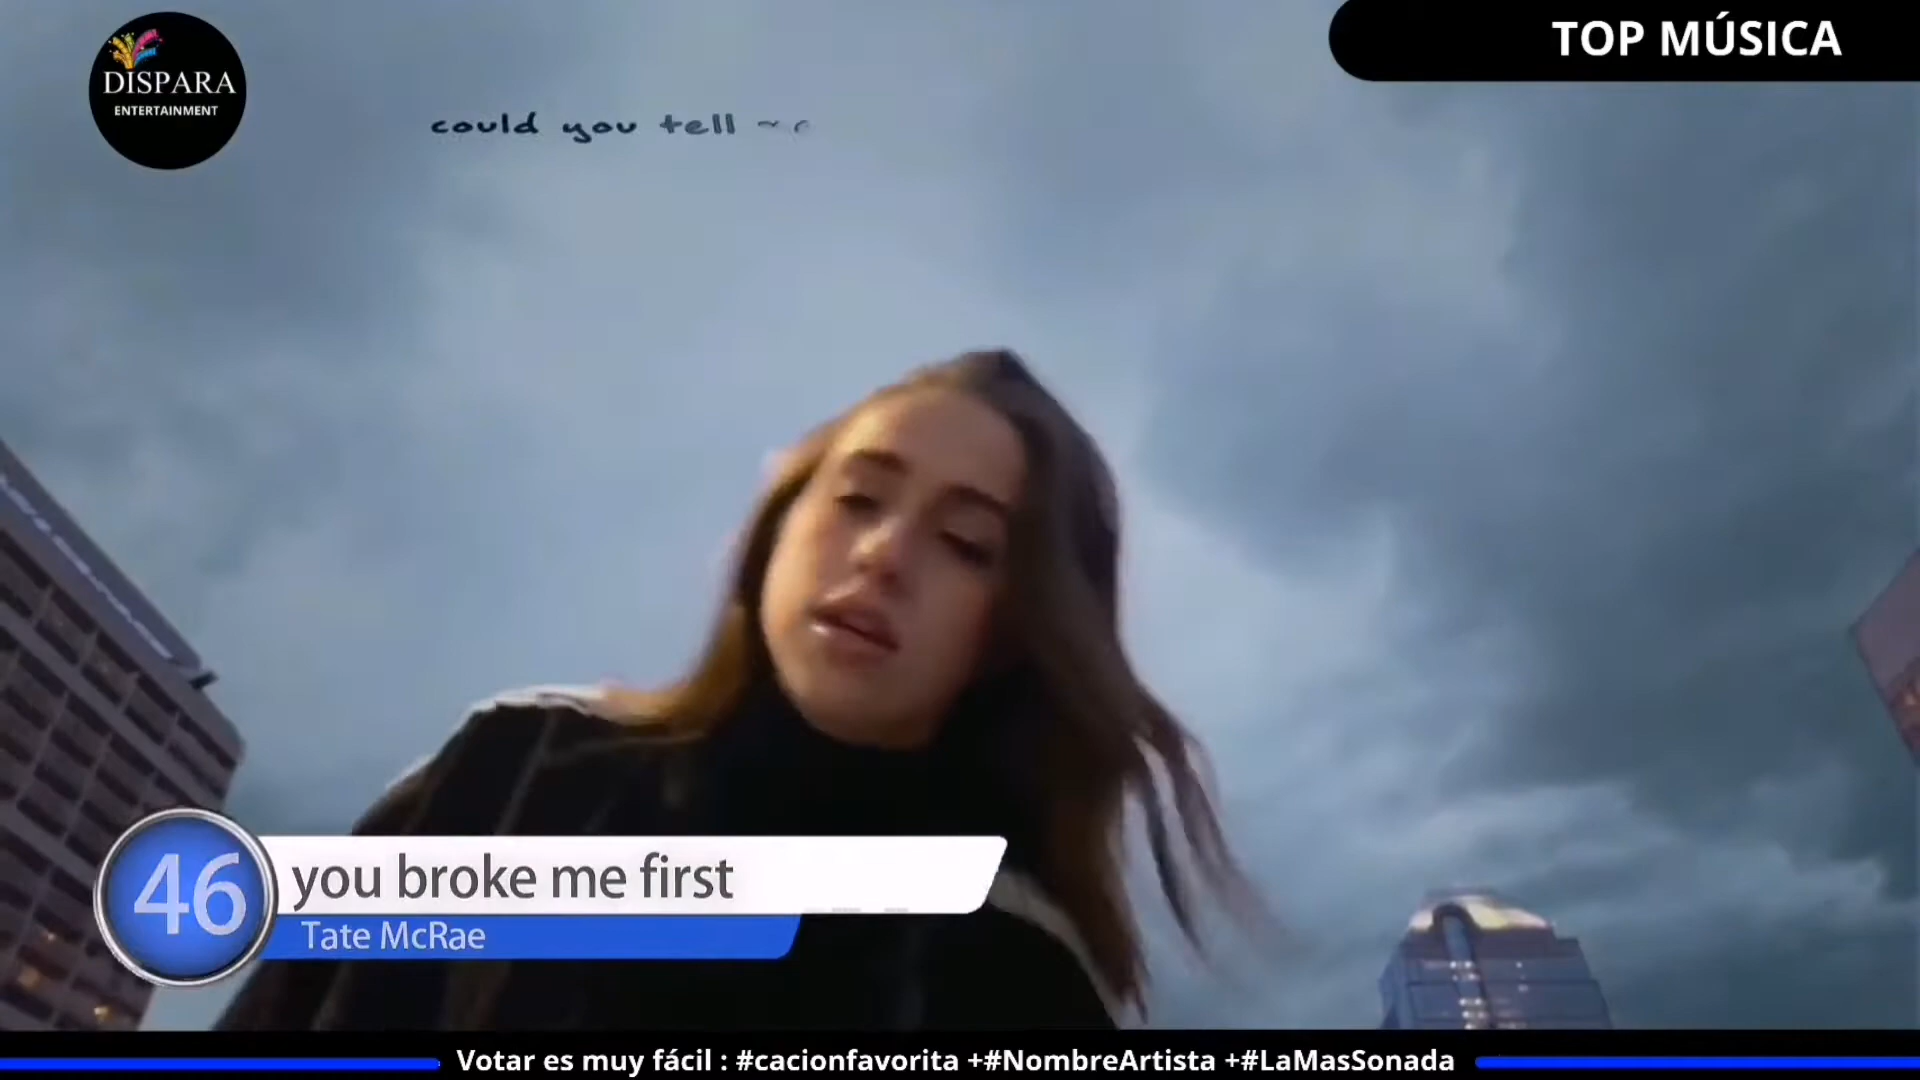 DISPARA
ENTERTAINMENT
TOP MÚSICA
could you tell
46
you broke me first
Tate McRae
Votar es muy fácil : #cacionfavorita +#NombreArtista +#LaMasSonada